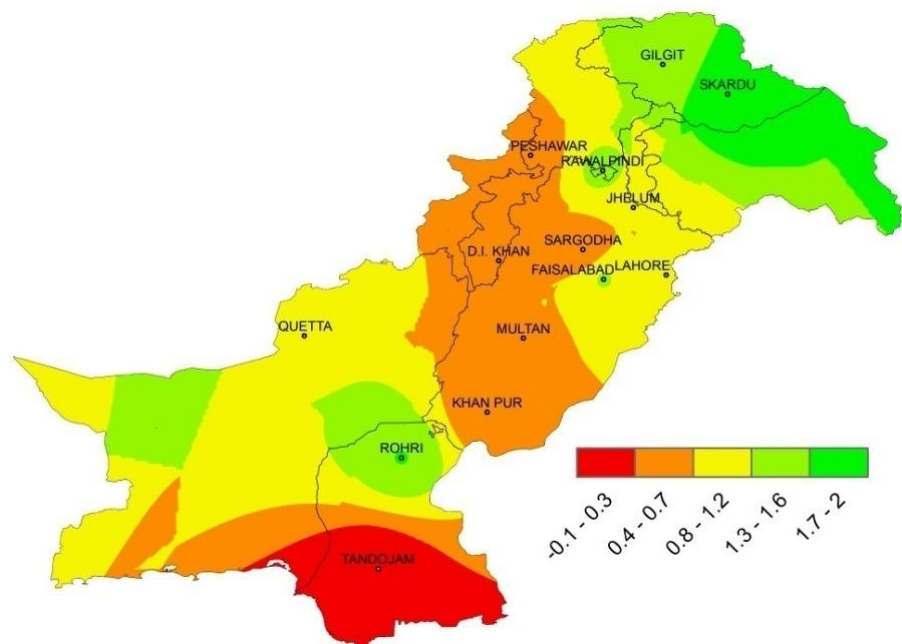 GILGIT
SKARDU
PESHAWAR
RAWALPINDI
JHELUM
SARGODHA
D.I. KHAN
FAISALABAD
LAHORE
QUETTA
MULTAN
KHAN PUR
ROHRI
TANDOJAM
-0.1 - 0.3
0.4 - 0.7
0.8 - 1.2
1.3 - 1.6
1.7 - 2